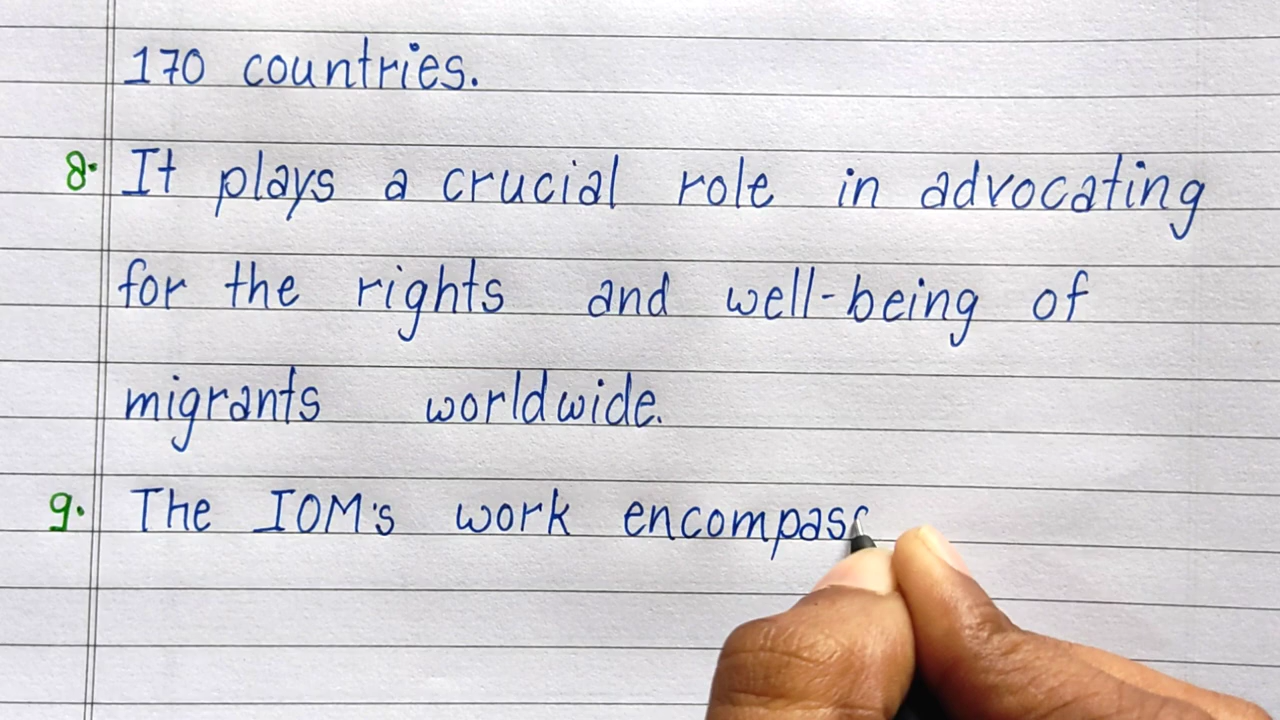 170 countries.
8. It plays a crucial role in advocating
for the rights and well-being of
migrants worldwide.
9. The IOM's work encompass